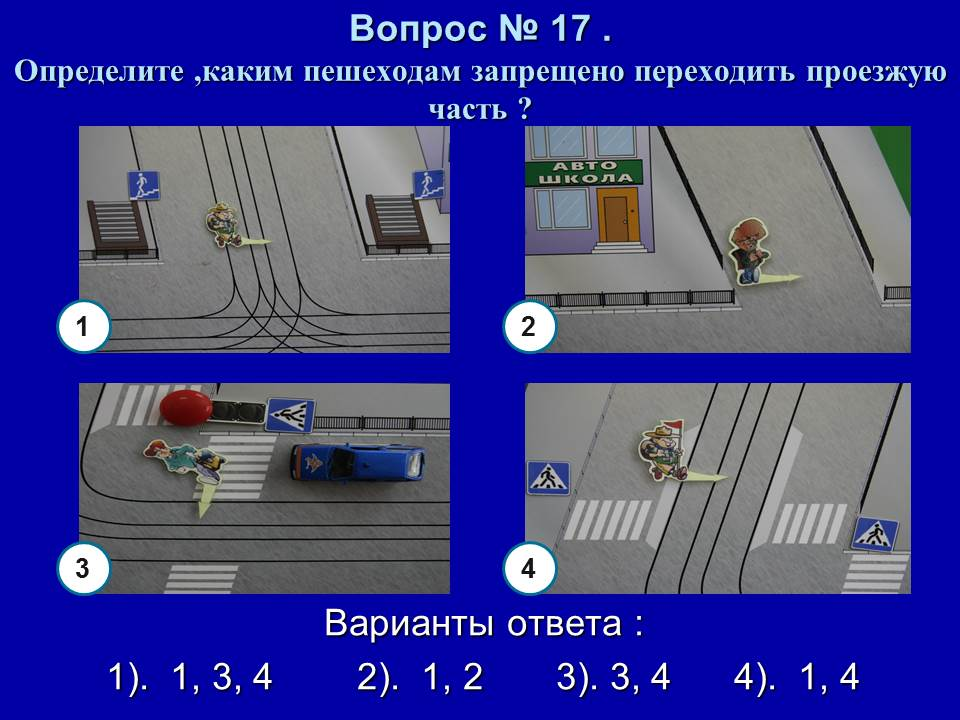 Вопрос № 17 .
Определите ,каким пешеходам запрещено переходить проезжую
часть ?
АВТО
ШКОЛА
1
2
3
4
Варианты ответа :
1). 1, 3, 4 2). 1, 2 3). 3, 4 4). 1, 4